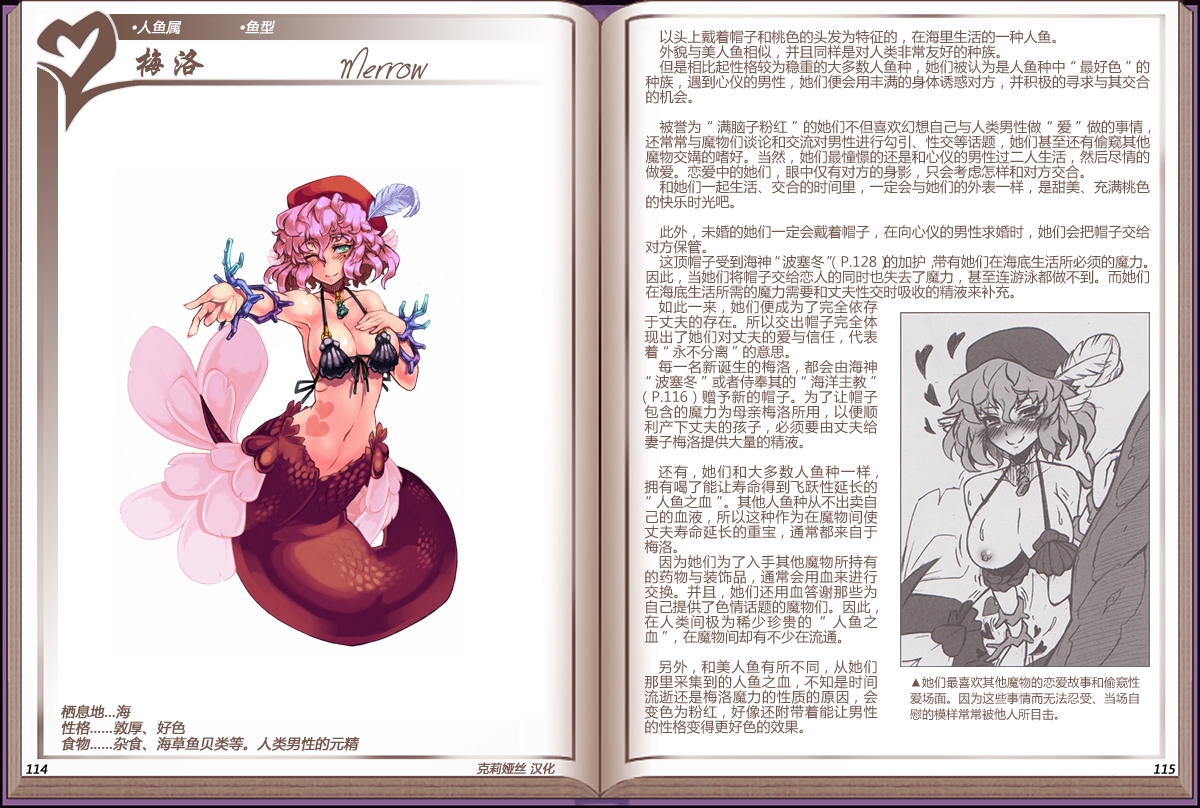 •人鱼属 •鱼型
梅洛 Merrow
栖息地...海
性格......敦厚、好色
食物......杂食、海草鱼贝类等。人类男性的元精
114
克莉娅丝 汉化
以头上戴着帽子和桃色的头发为特征的，在海里生活的一种人鱼。
外貌与美人鱼相似，并且同样是对人类非常友好的种族。
但是相比起性格较为稳重的大多数人鱼种，她们被认为是人鱼种中“最好色”的
种族，遇到心仪的男性，她们便会用丰满的身体诱惑对方，并积极的寻求与其交合
的机会。
被誉为“满脑子粉红”的她们不但喜欢幻想自己与人类男性做“爱”做的事情，
还常常与魔物们谈论和交流对男性进行勾引、性交等话题，她们甚至还有偷窥其他
魔物交媾的嗜好。当然，她们最憧憬的还是和心仪的男性过二人生活，然后尽情的
做爱。恋爱中的她们，眼中仅有对方的身影，只会考虑怎样和对方交合。
和她们一起生活、交合的时间里，一定会与她们的外表一样，是甜美、充满桃色
的快乐时光吧。
此外，未婚的她们一定会戴着帽子，在向心仪的男性求婚时，她们会把帽子交给
对方保管。
这顶帽子受到海神“波塞冬”（P.128）的加护，带有她们在海底生活所必须的魔力。
因此，当她们将帽子交给恋人的同时也失去了魔力，甚至连游泳都做不到。而她们
在海底生活所需的魔力需要和丈夫性交时吸收的精液来补充。
如此一来，她们便成为了完全依存
于丈夫的存在。所以交出帽子完全体
现出了她们对丈夫的爱与信任，代表
着“永不分离”的意思。
每一名新诞生的梅洛，都会由海神
“波塞冬”或者侍奉其的“海洋主教”
（P.116）赠予新的帽子。为了让帽子
包含的魔力为母亲梅洛所用，以便顺
利产下丈夫的孩子，必须要由丈夫给
妻子梅洛提供大量的精液。
还有，她们和大多数人鱼种一样，
拥有喝了能让寿命得到飞跃性延长的
“人鱼之血”。其他人鱼种从不出卖自
己的血液，所以这种作为在魔物间使
丈夫寿命延长的重宝，通常都来自于
梅洛。
因为她们为了入手其他魔物所持有
的药物与装饰品，通常会用血来进行
交换。并且，她们还用血答谢那些为
自己提供了色情话题的魔物们。因此，
在人类间极为稀少珍贵的“人鱼之
血”，在魔物间却有不少在流通。
另外，和美人鱼有所不同，从她们
那里采集到的人鱼之血，不知是时间
流逝还是梅洛魔力的性质的原因，会
变色为粉红，好像还附带着能让男性
的性格变得更好色的效果。
▲她们最喜欢其他魔物的恋爱故事和偷窥性
爱场面。因为这些事情而无法忍受、当场自
慰的模样常常被他人所目击。
115